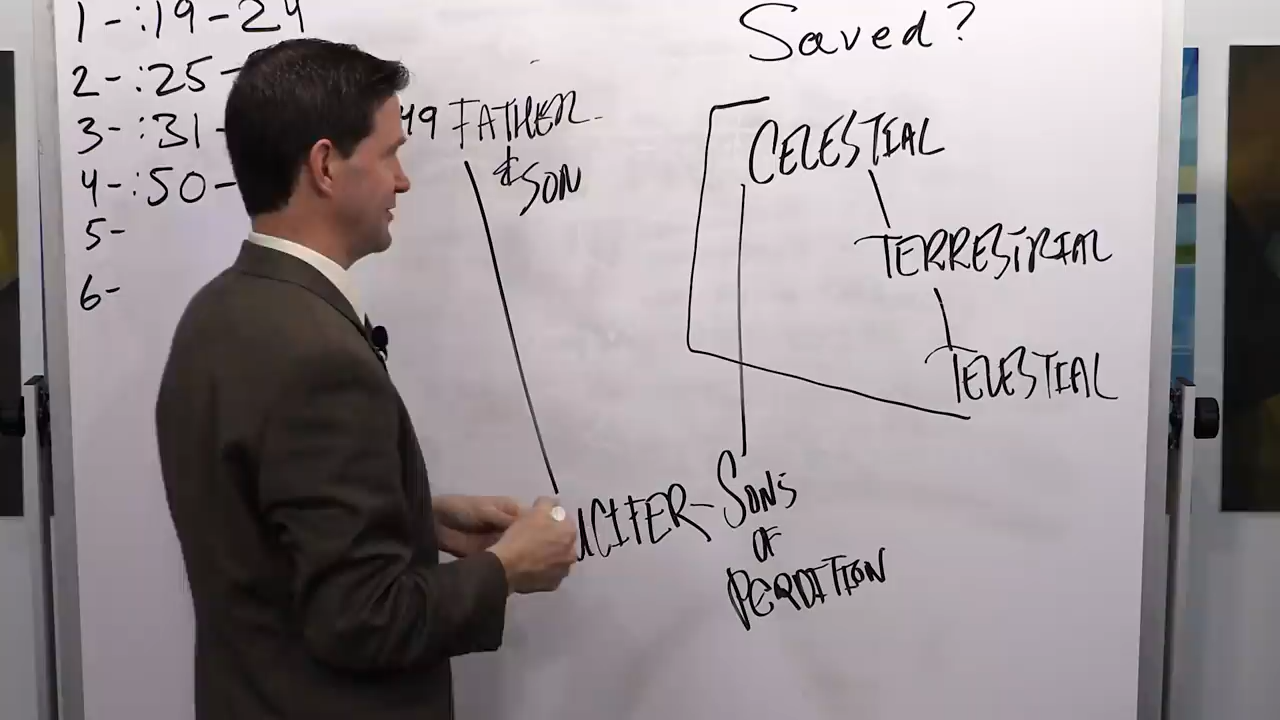 1-:19-24
2-:25-
3-:31-49
4-:50-
5-
6-
FATHER
& SON
UCIFER- SONS
OF
PERDITION
Saved?
CELESTIAL
TERRESTRIAL
TELESTIAL